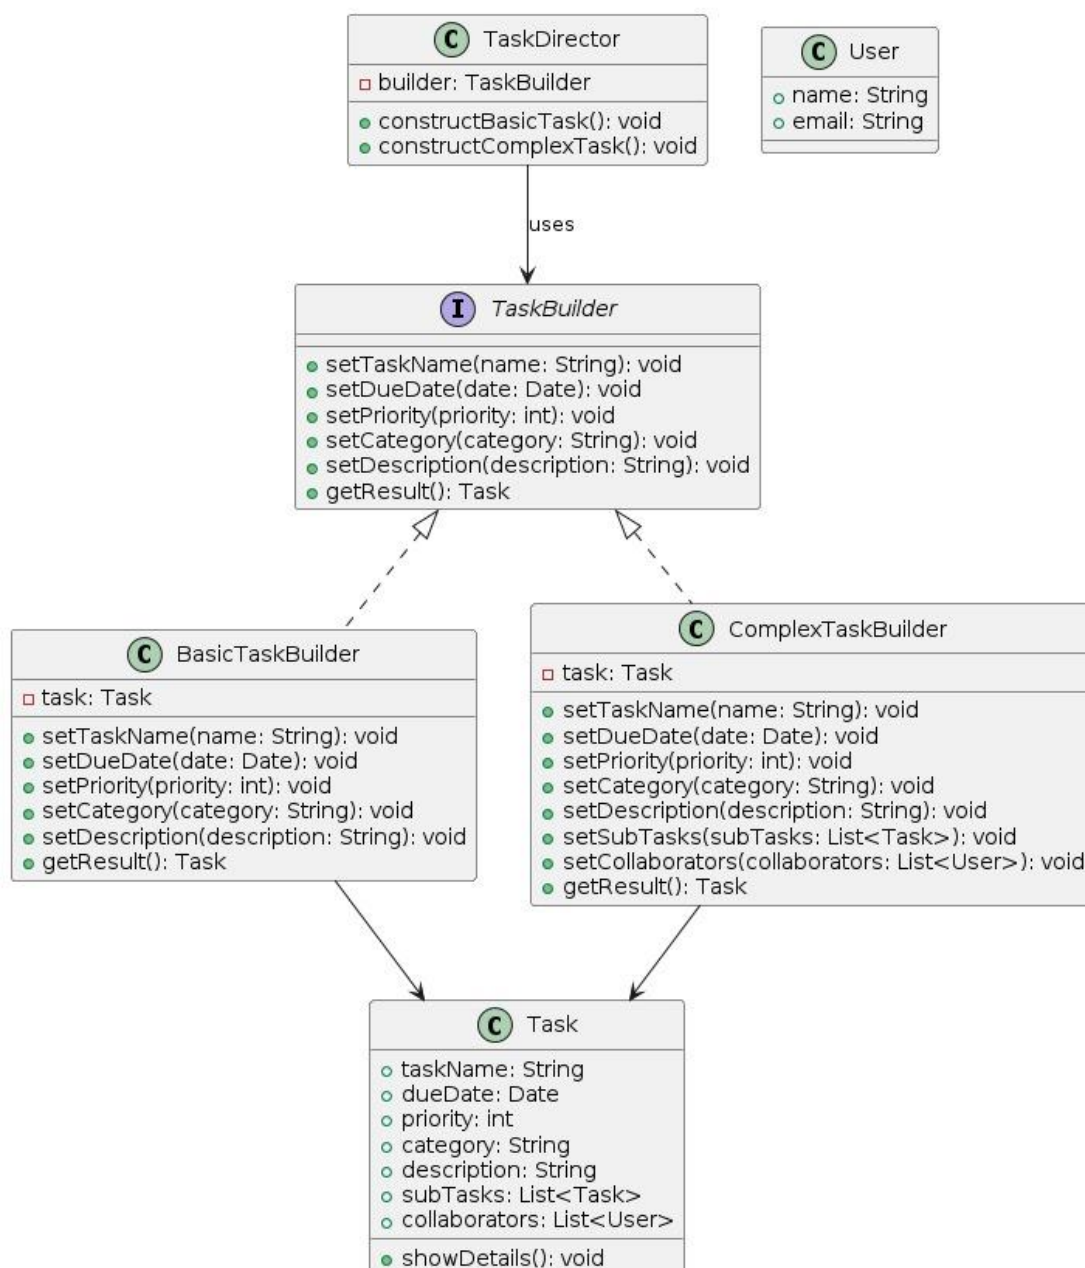 C TaskDirector
builder: TaskBuilder
constructBasicTask(): void
constructComplexTask(): void
C User
name: String
email: String
uses
I TaskBuilder
setTaskName(name: String): void
setDueDate(date: Date): void
setPriority(priority: int): void
setCategory(category: String): void
setDescription(description: String): void
getResult(): Task
C BasicTaskBuilder
task: Task
setTaskName(name: String): void
setDueDate(date: Date): void
setPriority(priority: int): void
setCategory(category: String): void
setDescription(description: String): void
getResult(): Task
C ComplexTaskBuilder
task: Task
setTaskName(name: String): void
setDueDate(date: Date): void
setPriority(priority: int): void
setCategory(category: String): void
setDescription(description: String): void
setSubTasks(subTasks: List<Task>): void
setCollaborators(collaborators: List<User>): void
getResult(): Task
C Task
taskName: String
dueDate: Date
priority: int
category: String
description: String
subTasks: List<Task>
collaborators: List<User>
showDetails(): void